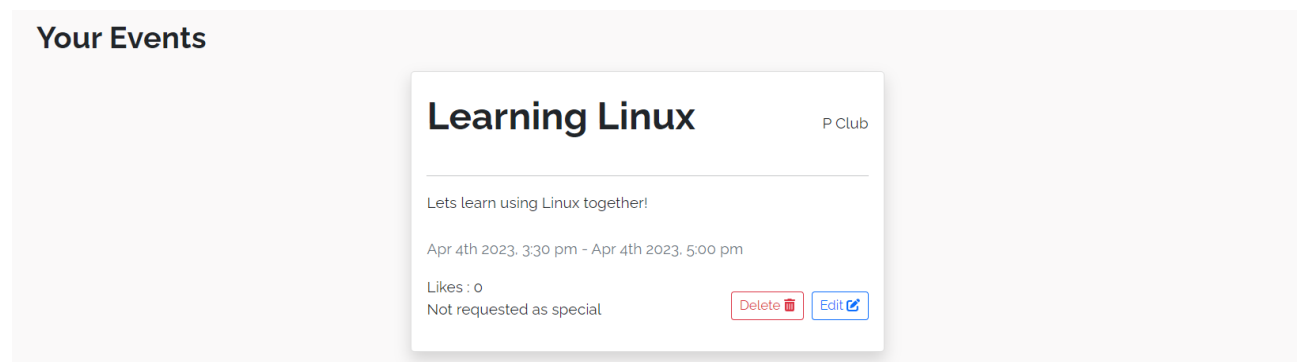 Your Events
Learning Linux
P Club
Lets learn using Linux together!
Apr 4th 2023, 3:30 pm - Apr 4th 2023, 5:00 pm
Likes : 0
Not requested as special
Delete
Edit